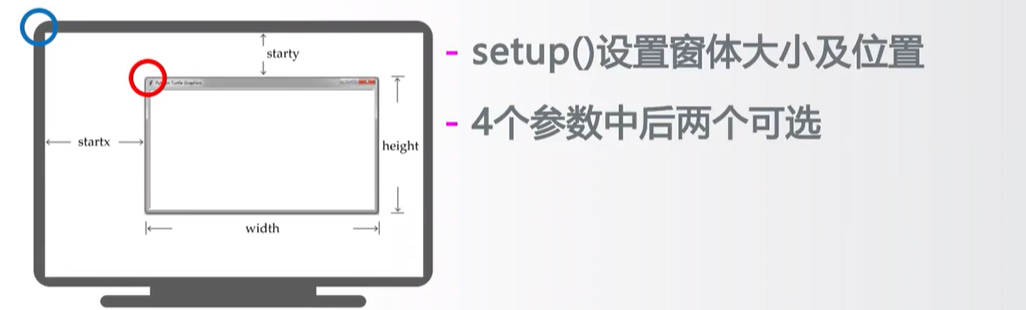 starty
Python Turtle Graphics
startx
height
width
- setup()设置窗体大小及位置
- 4个参数中后两个可选